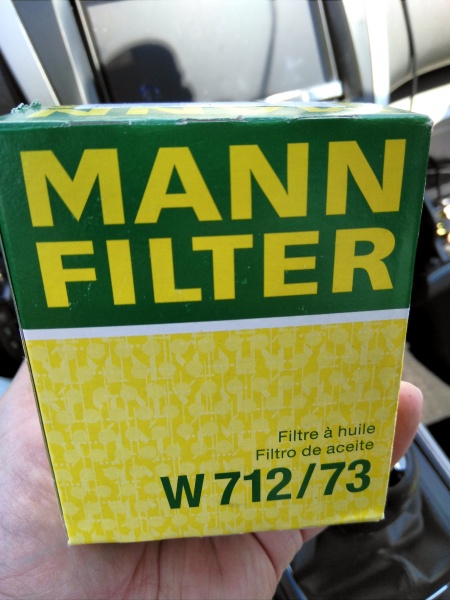 MANN
FILTER
Filtre à huile
Filtro de aceite
W 712/73